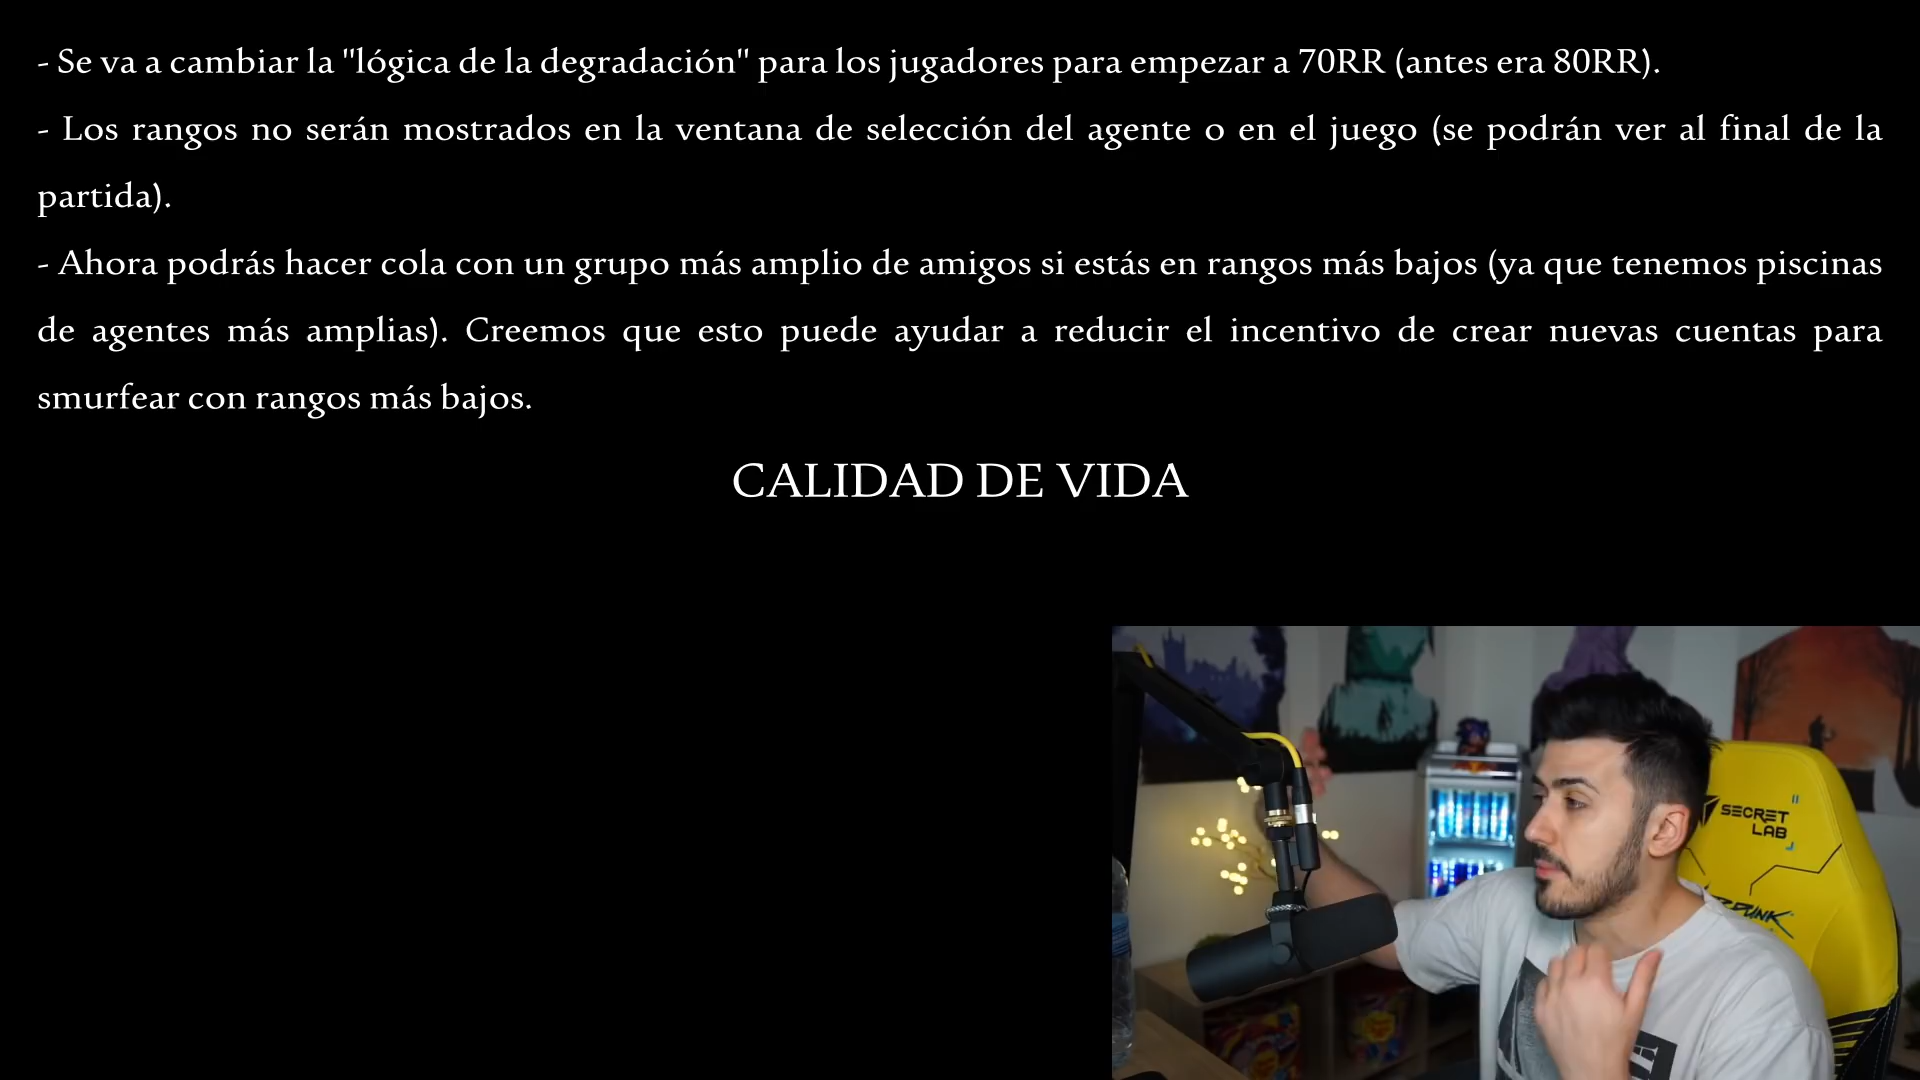 - Se va a cambiar la "lógica de la degradación" para los jugadores para empezar a 70RR (antes era 80RR).
- Los rangos no serán mostrados en la ventana de selección del agente o en el juego (se podrán ver al final de la
partida).
- Ahora podrás hacer cola con un grupo más amplio de amigos si estás en rangos más bajos (ya que tenemos piscinas
de agentes más amplias). Creemos que esto puede ayudar a reducir el incentivo de crear nuevas cuentas para
smurfear con rangos más bajos.
CALIDAD DE VIDA
SECRET
LAB